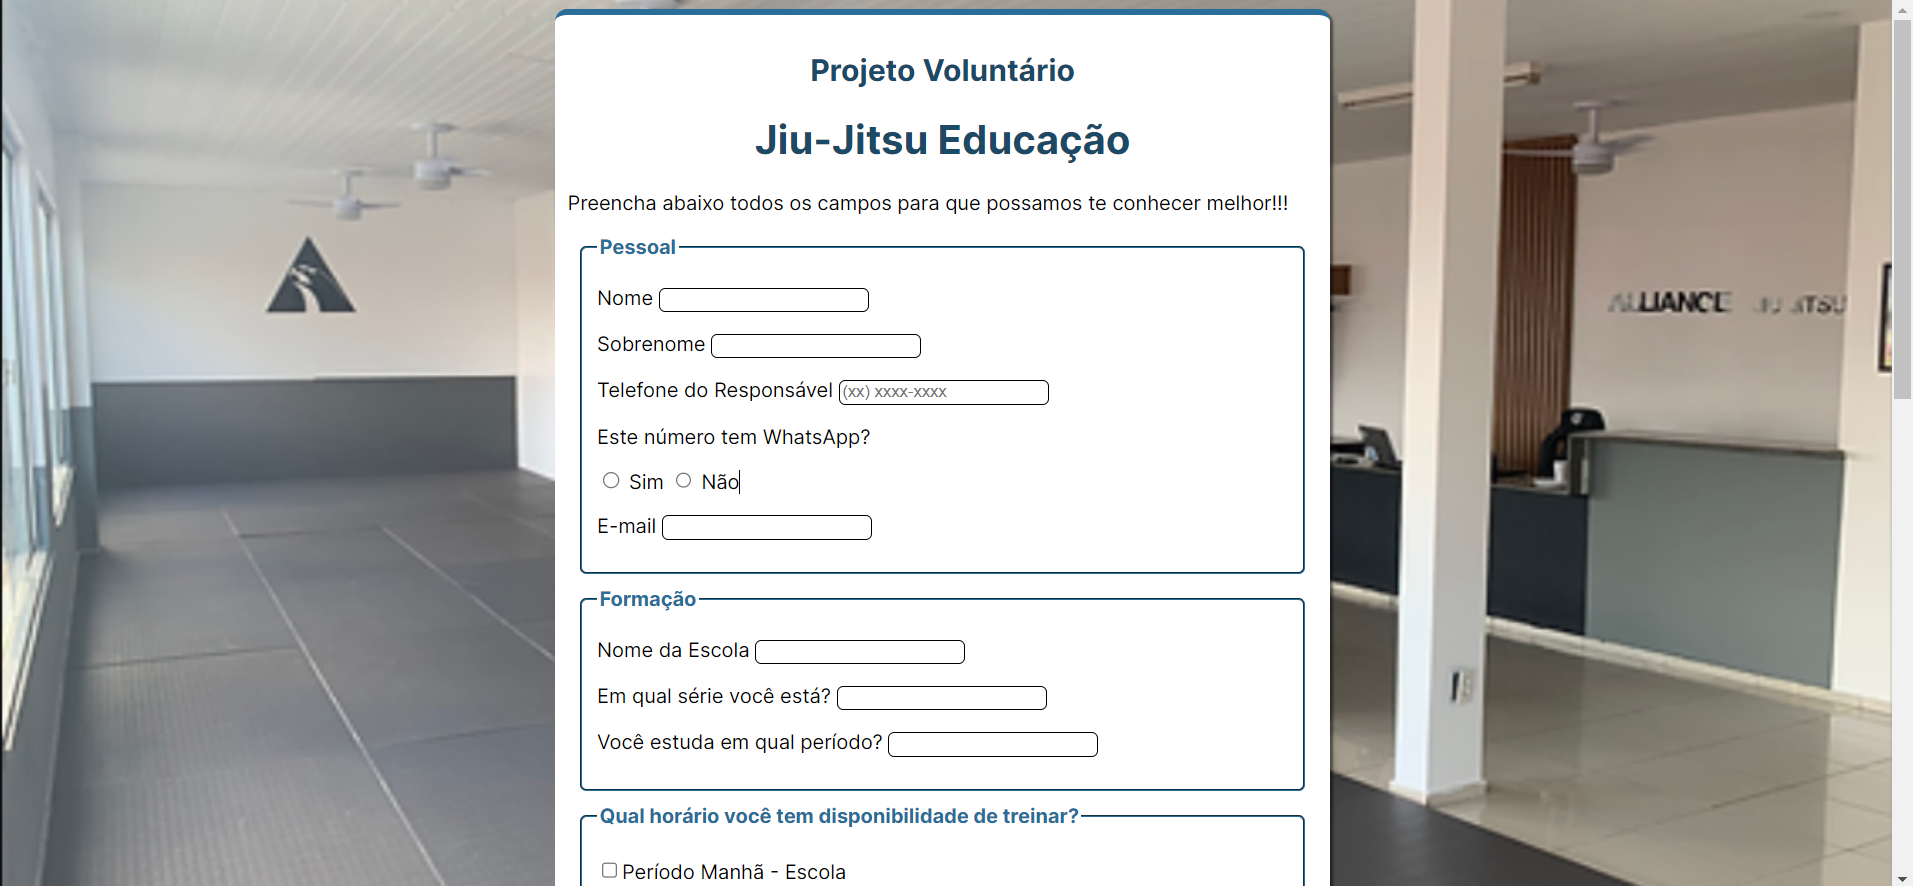 Projeto Voluntário
Jiu-Jitsu Educação
Preencha abaixo todos os campos para que possamos te conhecer melhor!!!
Pessoal
Nome
Sobrenome
Telefone do Responsável (xx) xxxx-xxxx
Este número tem WhatsApp?
Sim Não
E-mail
Formação
Nome da Escola
Em qual série você está?
Você estuda em qual período?
Qual horário você tem disponibilidade de treinar?
Período Manhã - Escola
ALLIANCE JIU JITSU